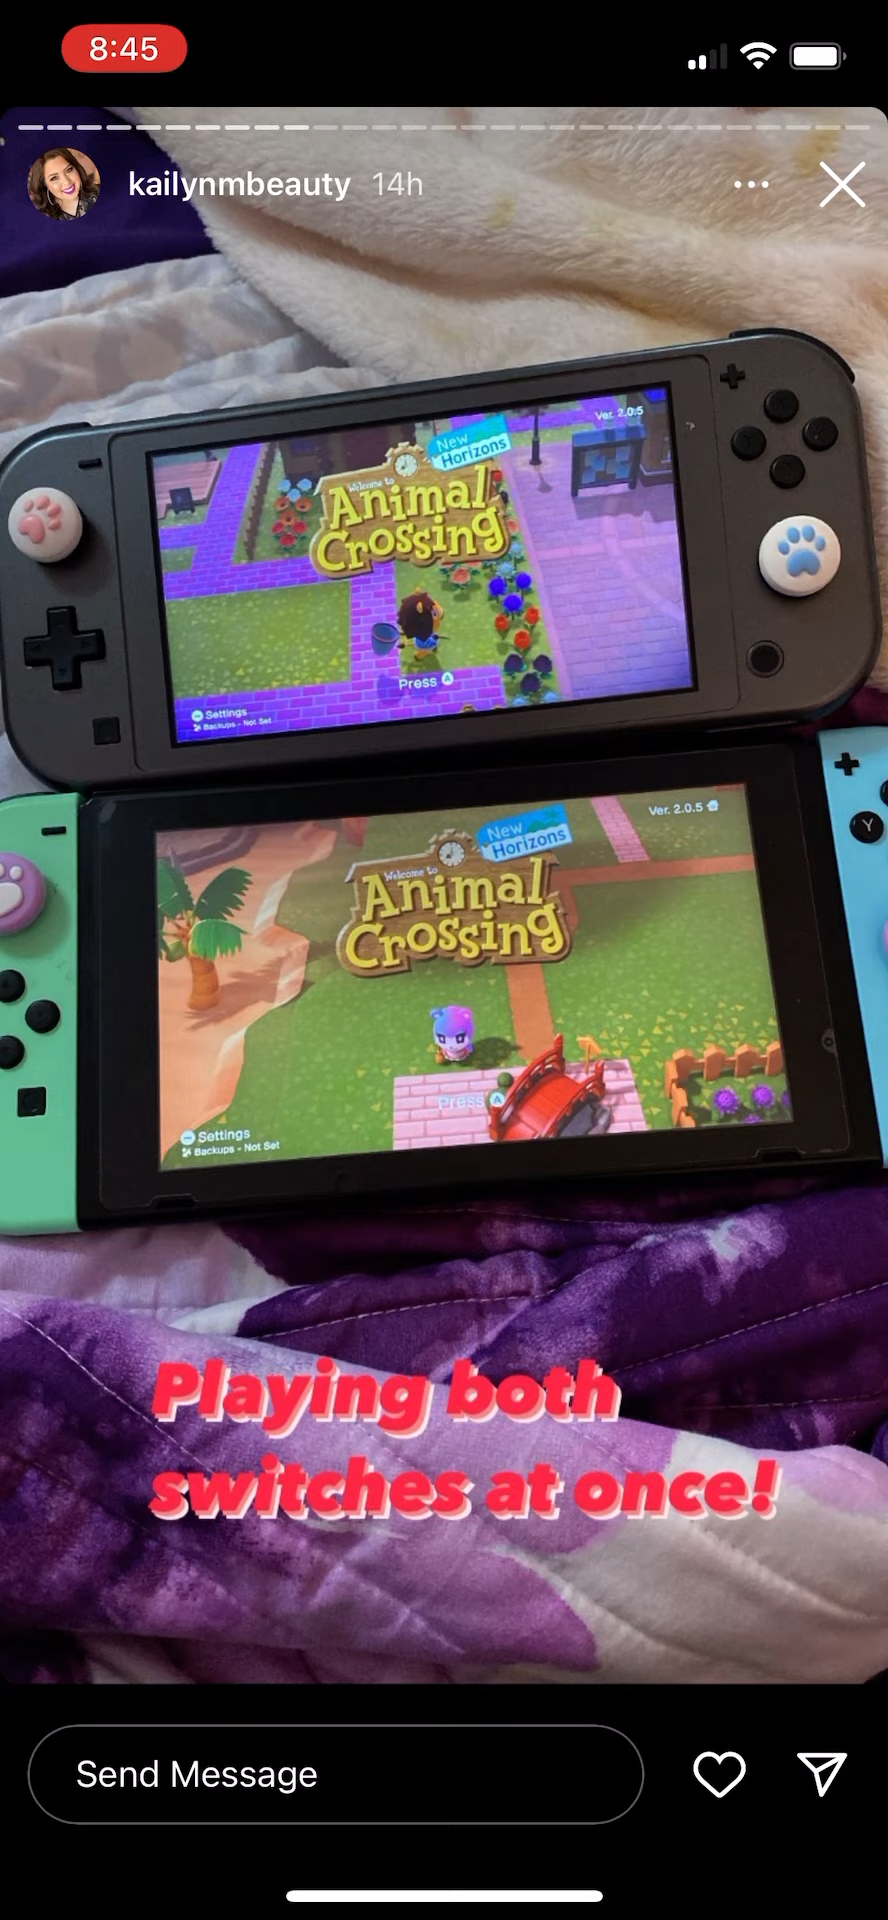 8:45
kailynmbeauty 14h
Ver. 2.0.5
New
Horizons
Welcome to
Animal
Crossing
Press A
Settings
Backups - Not Set
Ver. 2.0.5
New
Horizons
Welcome to
Animal
Crossing
Y
Press A
Settings
Backups - Not Set
Playing both
switches at once!
Send Message